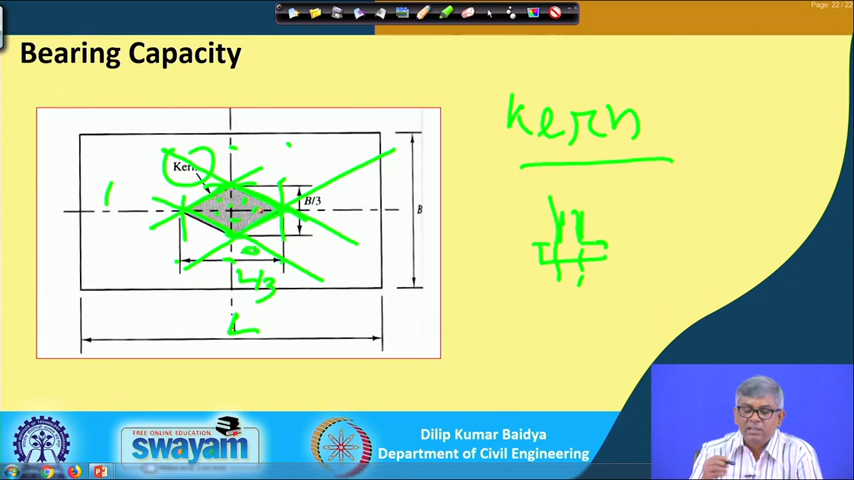 Page: 22 / 22
Bearing Capacity
kern
Kern
B/3
B
L/3
L
FREE ONLINE EDUCATION
swayam
Dilip Kumar Baidya
Department of Civil Engineering